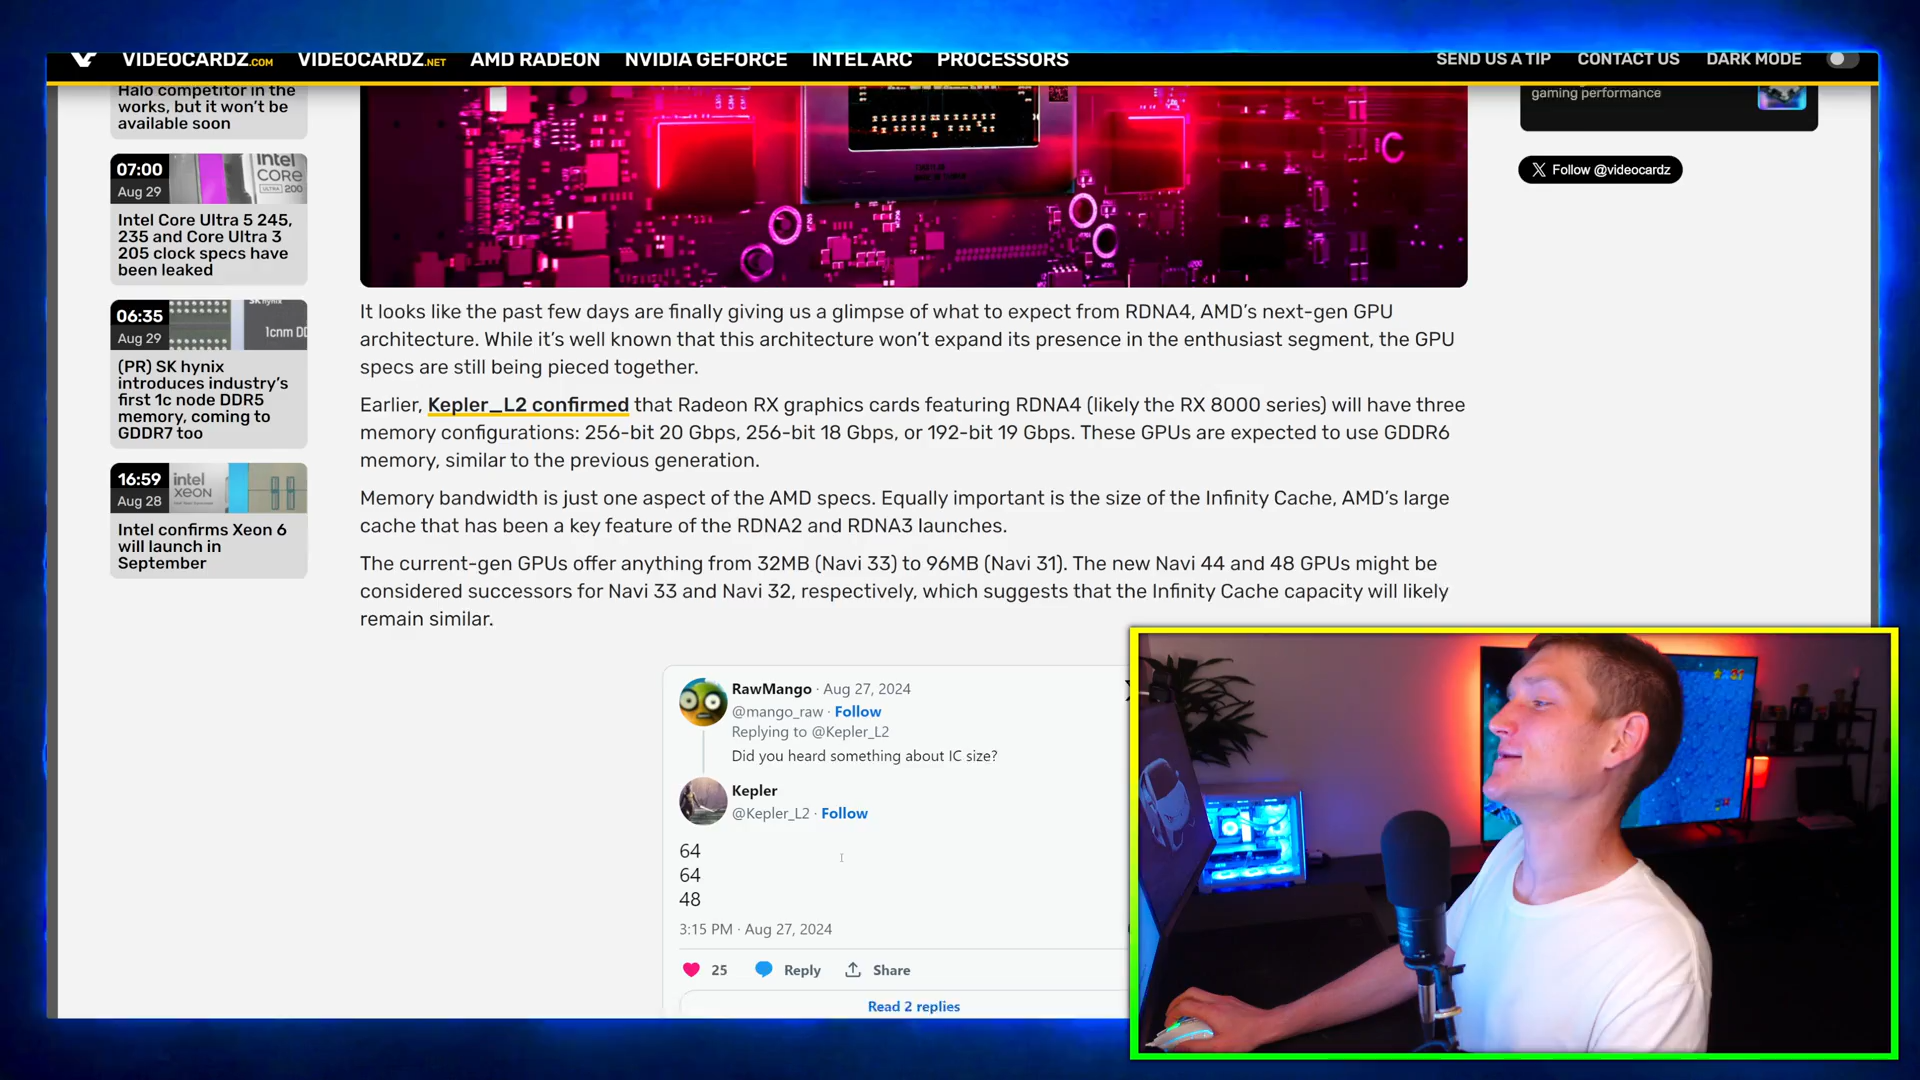 VIDEOCARDZ.COM VIDEOCARDZ.NET AMD RADEON NVIDIA GEFORCE INTEL ARC PROCESSORS SEND US A TIP CONTACT US DARK MODE
Halo competitor in the
works, but it won't be
available soon
07:00
Aug 29
intel
CORE
ULTRA 200
Intel Core Ultra 5 245,
235 and Core Ultra 3
205 clock specs have
been leaked
06:35
Aug 29
SK hynix
1cnm DD
(PR) SK hynix
introduces industry's
first 1c node DDR5
memory, coming to
GDDR7 too
16:59
Aug 28
intel
XEON
Intel confirms Xeon 6
will launch in
September
C
It looks like the past few days are finally giving us a glimpse of what to expect from RDNA4, AMD's next-gen GPU
architecture. While it's well known that this architecture won't expand its presence in the enthusiast segment, the GPU
specs are still being pieced together.
Earlier, Kepler_L2 confirmed that Radeon RX graphics cards featuring RDNA4 (likely the RX 8000 series) will have three
memory configurations: 256-bit 20 Gbps, 256-bit 18 Gbps, or 192-bit 19 Gbps. These GPUs are expected to use GDDR6
memory, similar to the previous generation.
Memory bandwidth is just one aspect of the AMD specs. Equally important is the size of the Infinity Cache, AMD's large
cache that has been a key feature of the RDNA2 and RDNA3 launches.
The current-gen GPUs offer anything from 32MB (Navi 33) to 96MB (Navi 31). The new Navi 44 and 48 GPUs might be
considered successors for Navi 33 and Navi 32, respectively, which suggests that the Infinity Cache capacity will likely
remain similar.
RawMango · Aug 27, 2024
@mango_raw · Follow
Replying to @Kepler_L2
Did you heard something about IC size?
Kepler
@Kepler_L2 · Follow
64
64
48
3:15 PM · Aug 27, 2024
25 Reply Share
Read 2 replies
gaming performance
Follow @videocardz